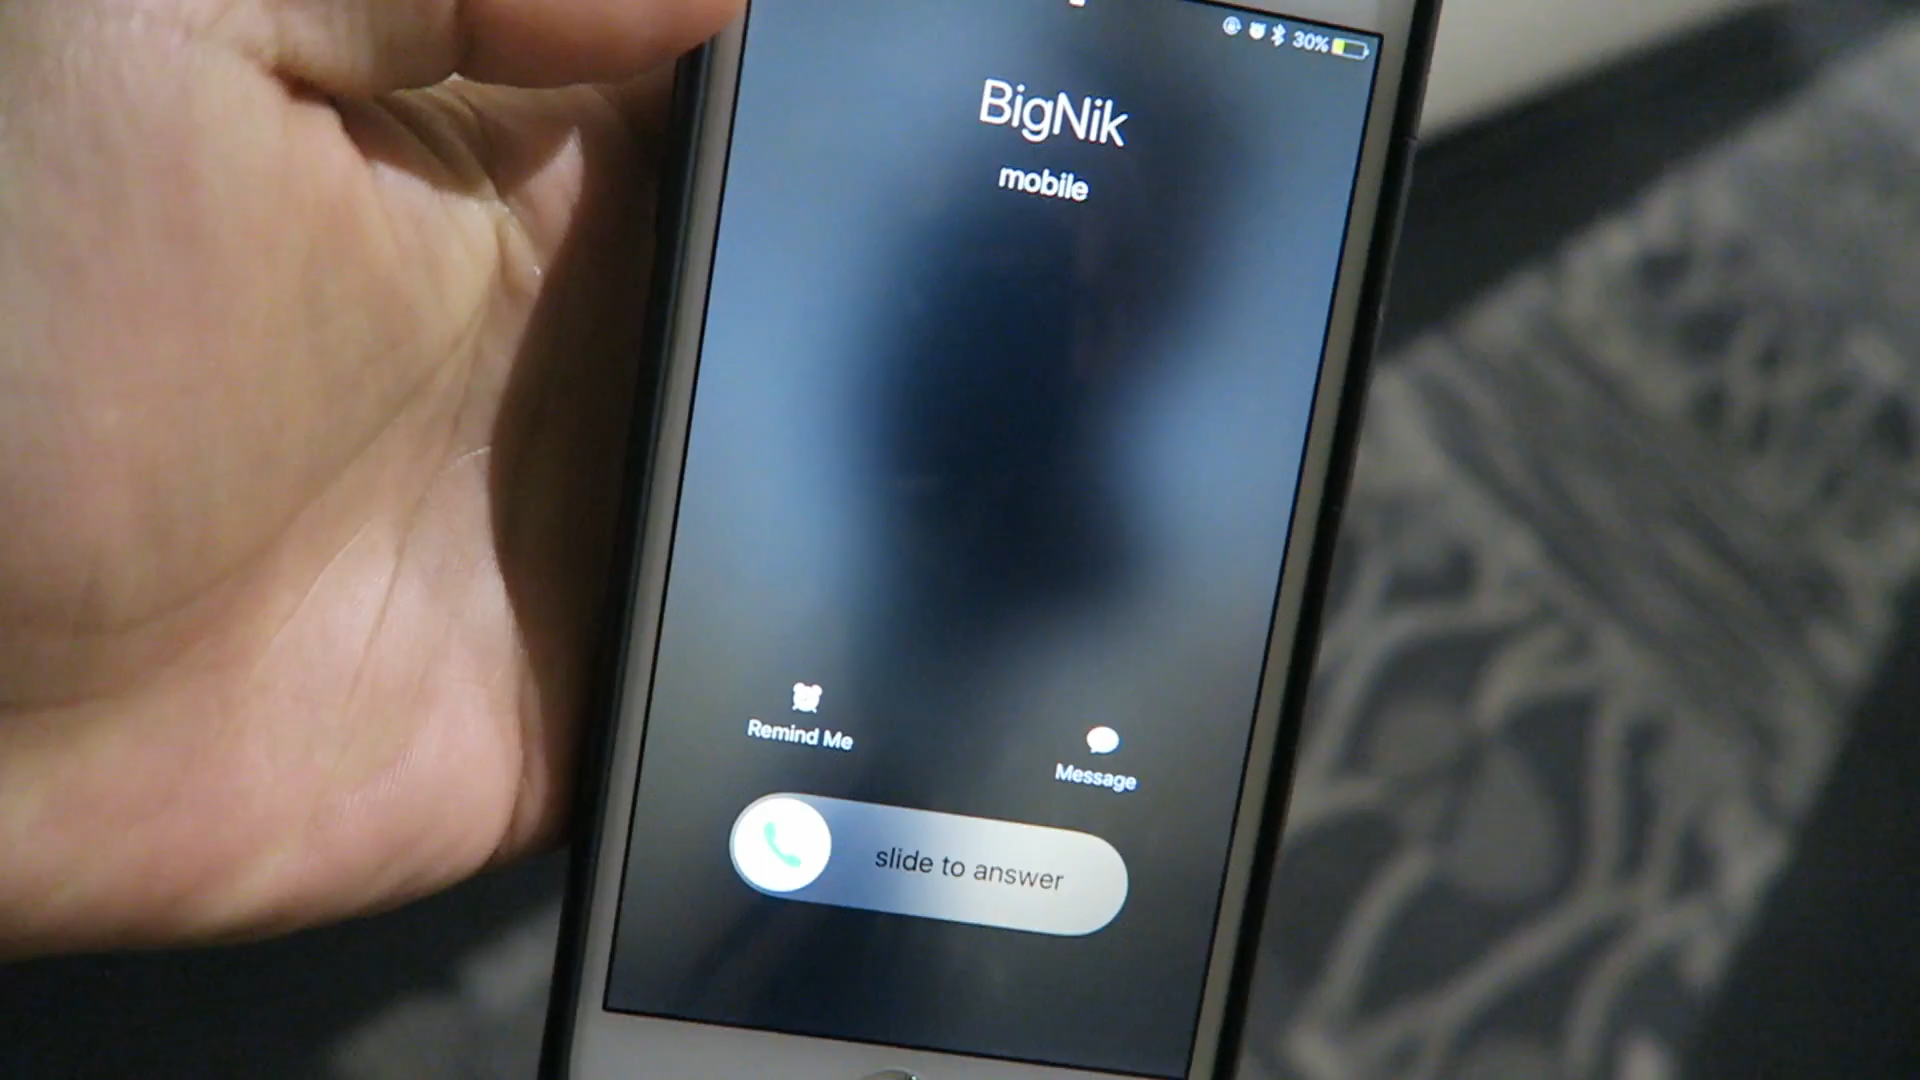 30%
BigNik
mobile
Remind Me
Message
slide to answer